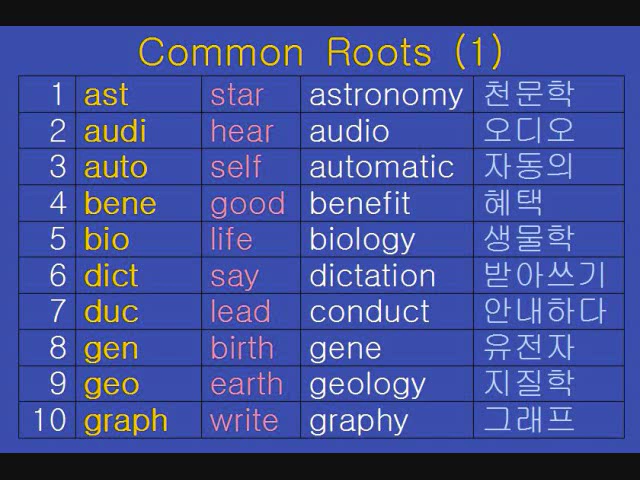 Common Roots (1)
1 ast star astronomy 천문학
2 audi hear audio 오디오
3 auto self automatic 자동의
4 bene good benefit 혜택
5 bio life biology 생물학
6 dict say dictation 받아쓰기
7 duc lead conduct 안내하다
8 gen birth gene 유전자
9 geo earth geology 지질학
10 graph write graphy 그래프